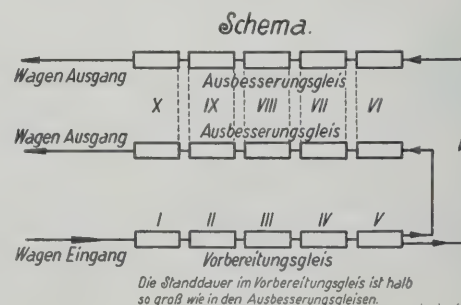 Schema.
Wagen Ausgang
Ausbesserungsgleis
X IX VIII VII VI
Ausbesserungsgleis
Wagen Ausgang
I II III IV V
Wagen Eingang
Vorbereitungsgleis
Die Standdauer im Vorbereitungsgleis ist halb
so groß wie in den Ausbesserungsgleisen.